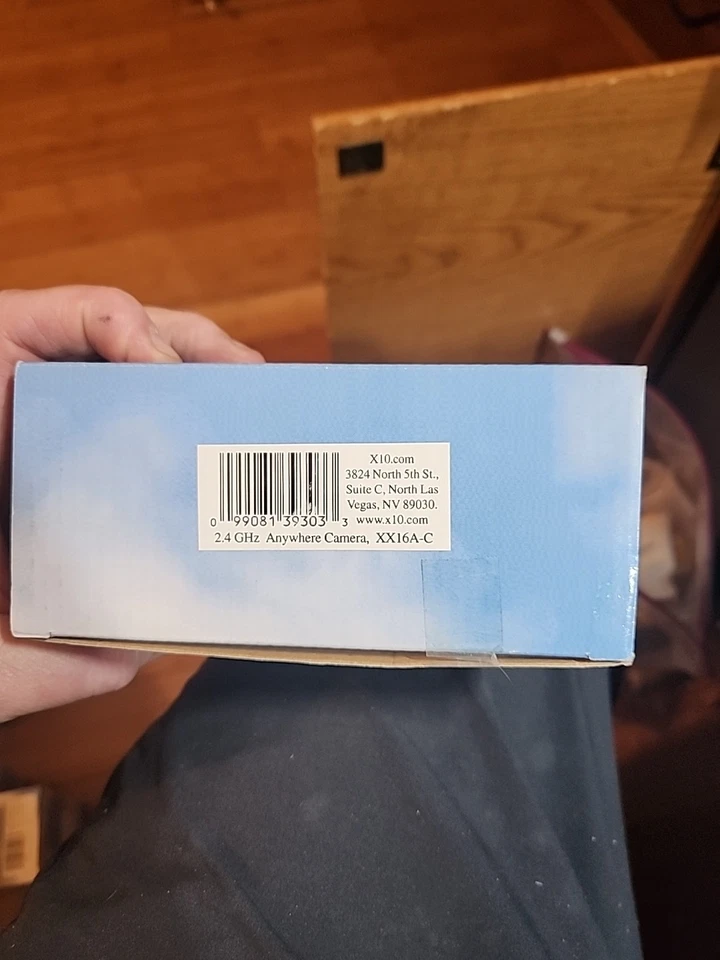 X10.com
3824 North 5th St.,
Suite C, North Las
Vegas, NV 89030.
www.x10.com
0 99081 39303 3
2.4 GHz Anywhere Camera, XX16A-C